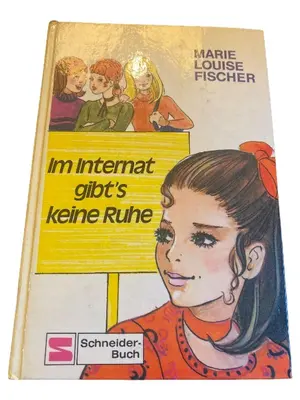 MARIE
LOUISE
FISCHER
Im Internat
gibt's
keine Ruhe
S
Schneider-
Buch